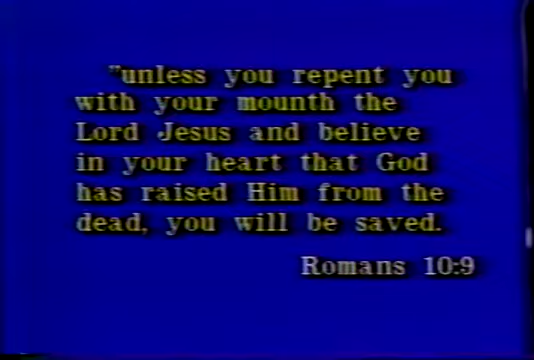 "unless you repent you
with your mounth the
Lord Jesus and believe
in your heart that God
has raised Him from the
dead, you will be saved.
Romans 10:9